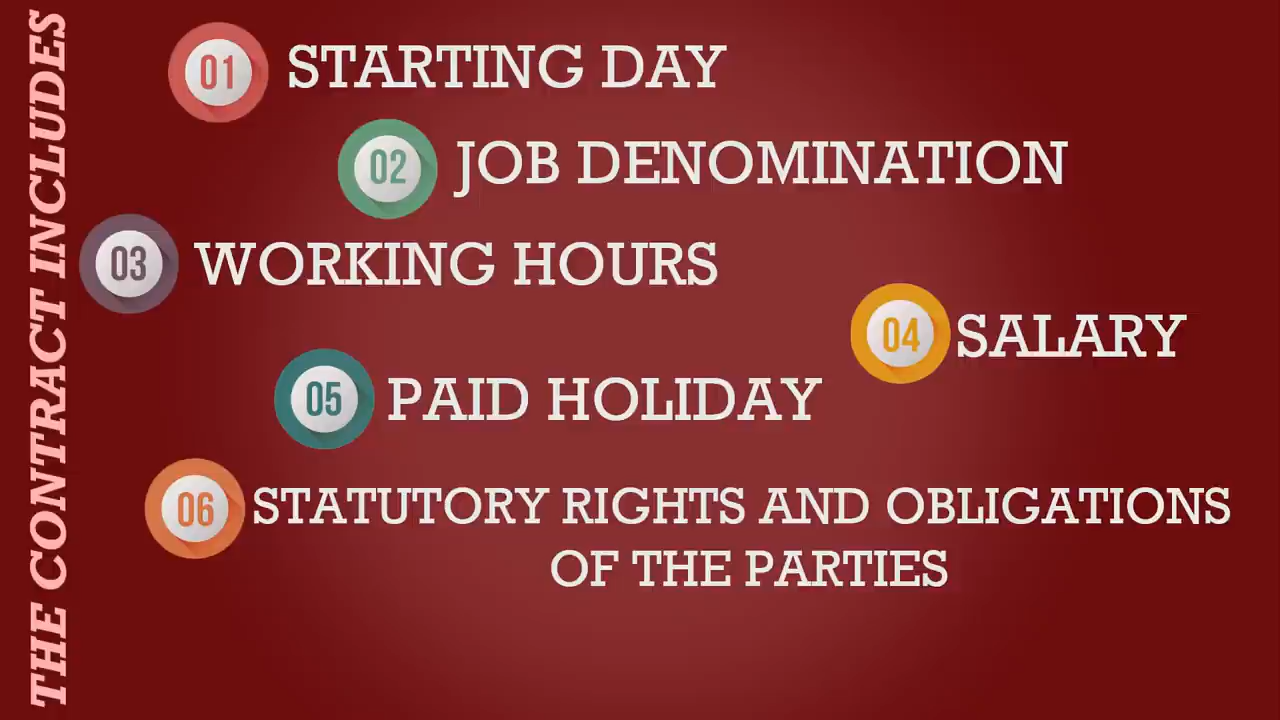 THE CONTRACT INCLUDES
01 STARTING DAY
02 JOB DENOMINATION
03 WORKING HOURS
04 SALARY
05 PAID HOLIDAY
06 STATUTORY RIGHTS AND OBLIGATIONS
OF THE PARTIES